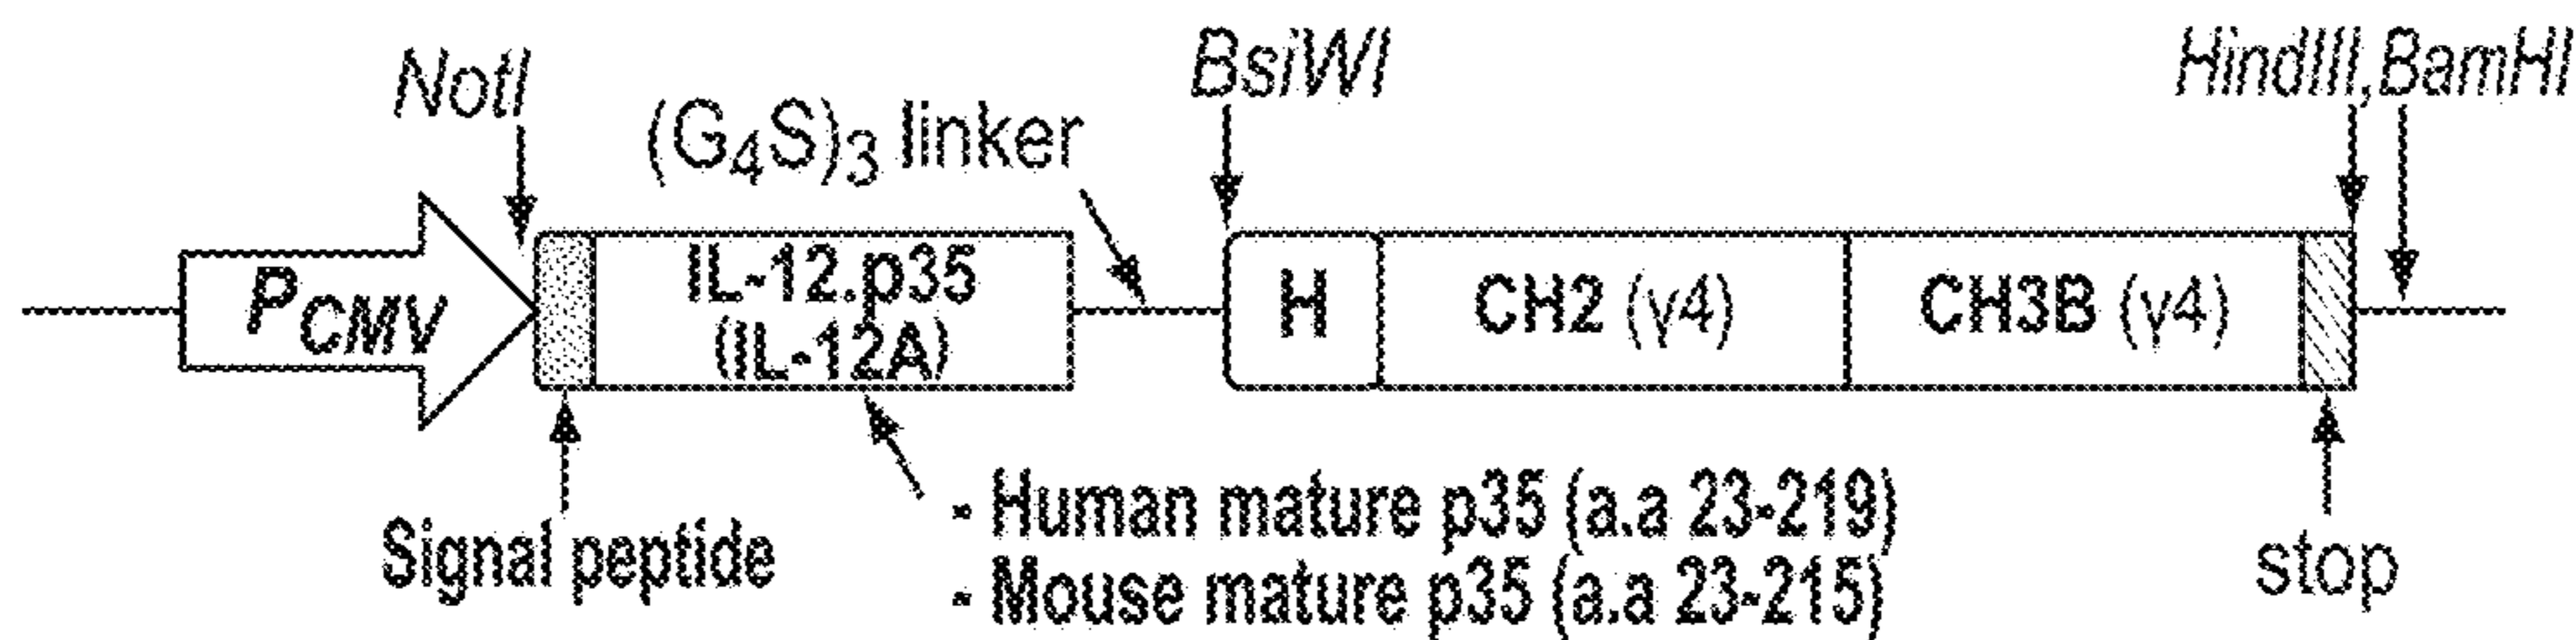 NotI
(G4S)3 linker
BsiWI
HindIII,BamHI
PCMV
IL-12.p35
(IL-12A)
H
CH2 (γ4)
CH3B (γ4)
Signal peptide
- Human mature p35 (a.a 23-219)
- Mouse mature p35 (a.a 23-215)
stop